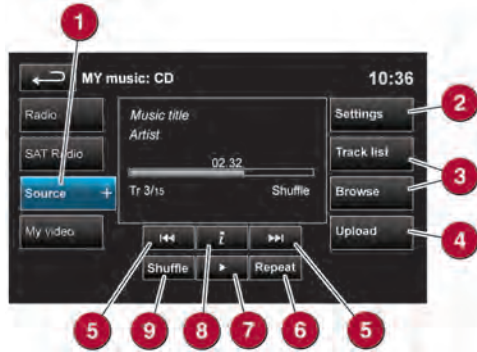 1
MY music: CD
10:36
Radio
Music title
Artist
Settings
2
SAT Radio
02.32
Track list
3
Source +
Tr 3/15
Shuffle
Browse
My video
i
Upload
4
Shuffle
Repeat
5
9
8
7
6
5